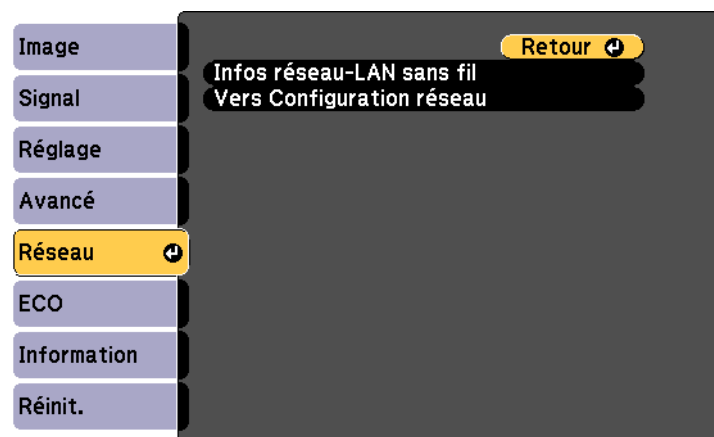 Image
Signal
Réglage
Avancé
Réseau
ECO
Information
Réinit.
Retour
Infos réseau-LAN sans fil
Vers Configuration réseau